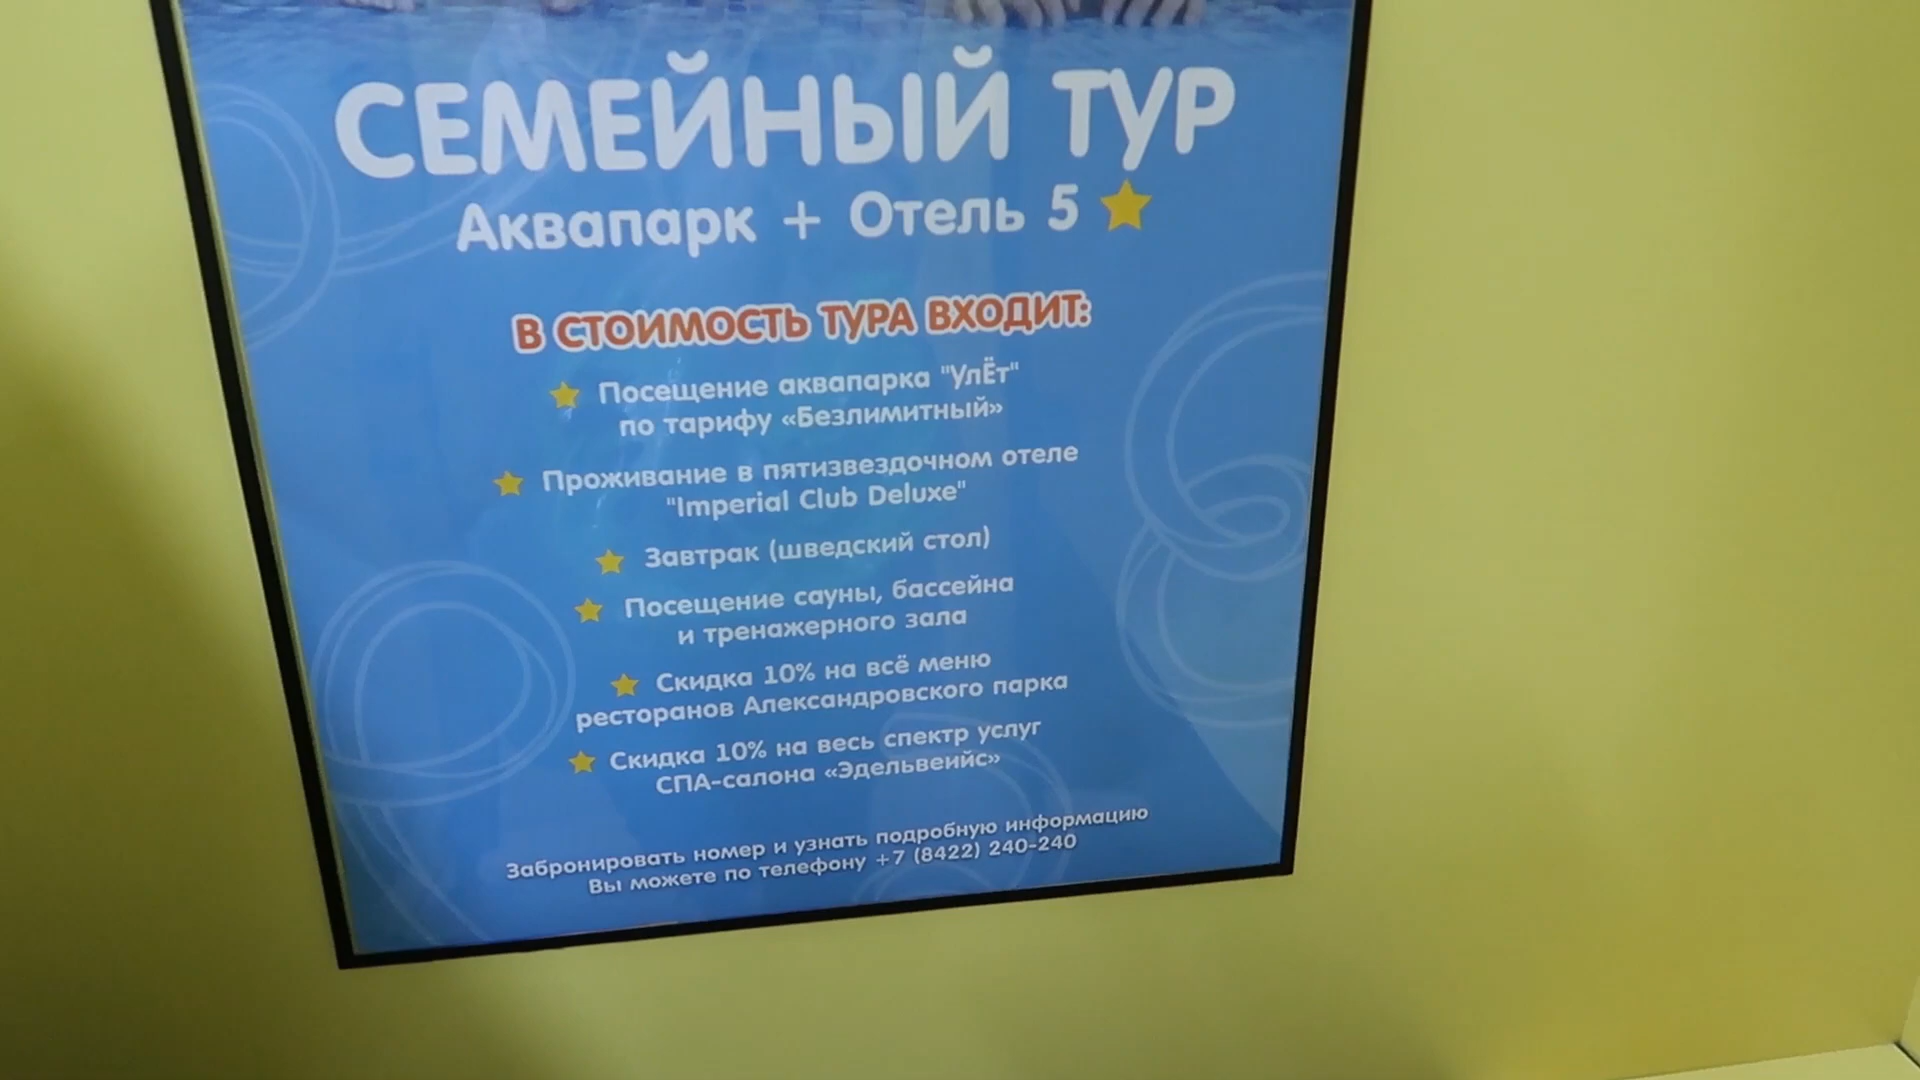 СЕМЕЙНЫЙ ТУР
Аквапарк + Отель 5
В СТОИМОСТЬ ТУРА ВХОДИТ:
Посещение аквапарка "УлЁт"
по тарифу «Безлимитный»
Проживание в пятизвездочном отеле
"Imperial Club Deluxe"
Завтрак (шведский стол)
Посещение сауны, бассейна
и тренажерного зала
Скидка 10% на всё меню
ресторанов Александровского парка
Скидка 10% на весь спектр услуг
СПА-салона «Эдельвеийс»
Забронировать номер и узнать подробную информацию
Вы можете по телефону +7 (8422) 240-240